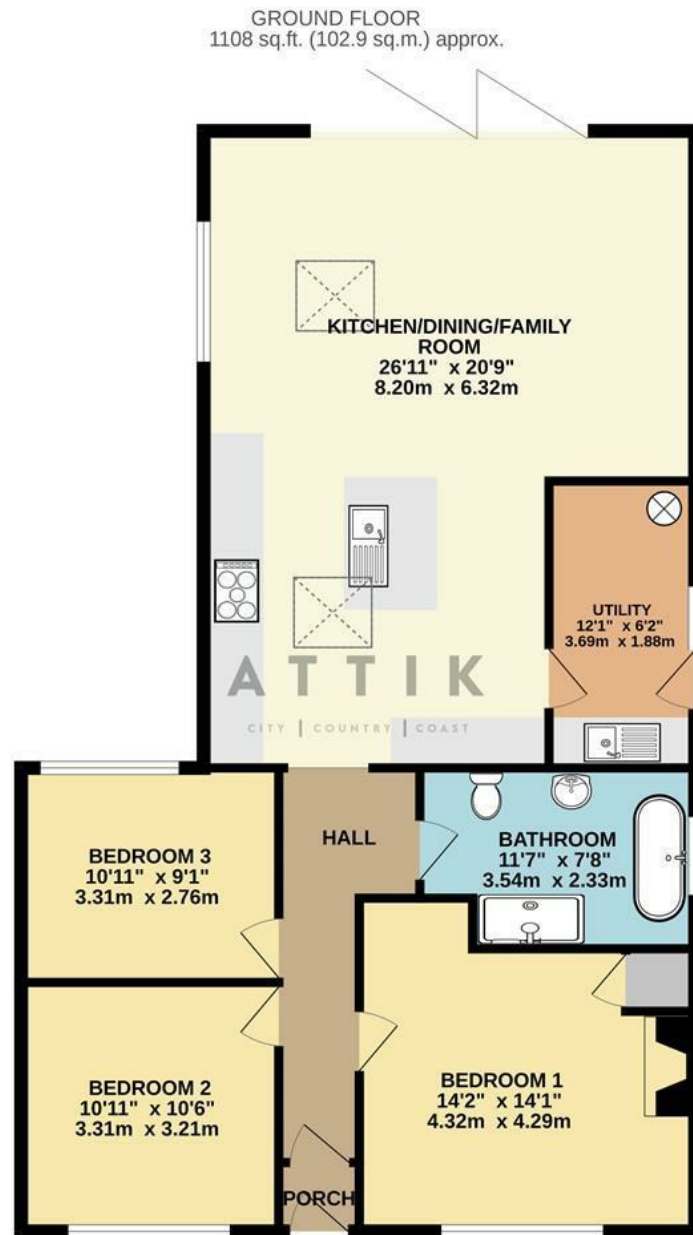 GROUND FLOOR
1108 sq.ft. (102.9 sq.m.) approx.
KITCHEN/DINING/FAMILY
ROOM
26'11" x 20'9"
8.20m x 6.32m
UTILITY
12'1" x 6'2"
3.69m x 1.88m
ATTIK
CITY | COUNTRY | COAST
HALL
BATHROOM
11'7" x 7'8"
3.54m x 2.33m
BEDROOM 3
10'11" x 9'1"
3.31m x 2.76m
BEDROOM 2
10'11" x 10'6"
3.31m x 3.21m
BEDROOM 1
14'2" x 14'1"
4.32m x 4.29m
PORCH